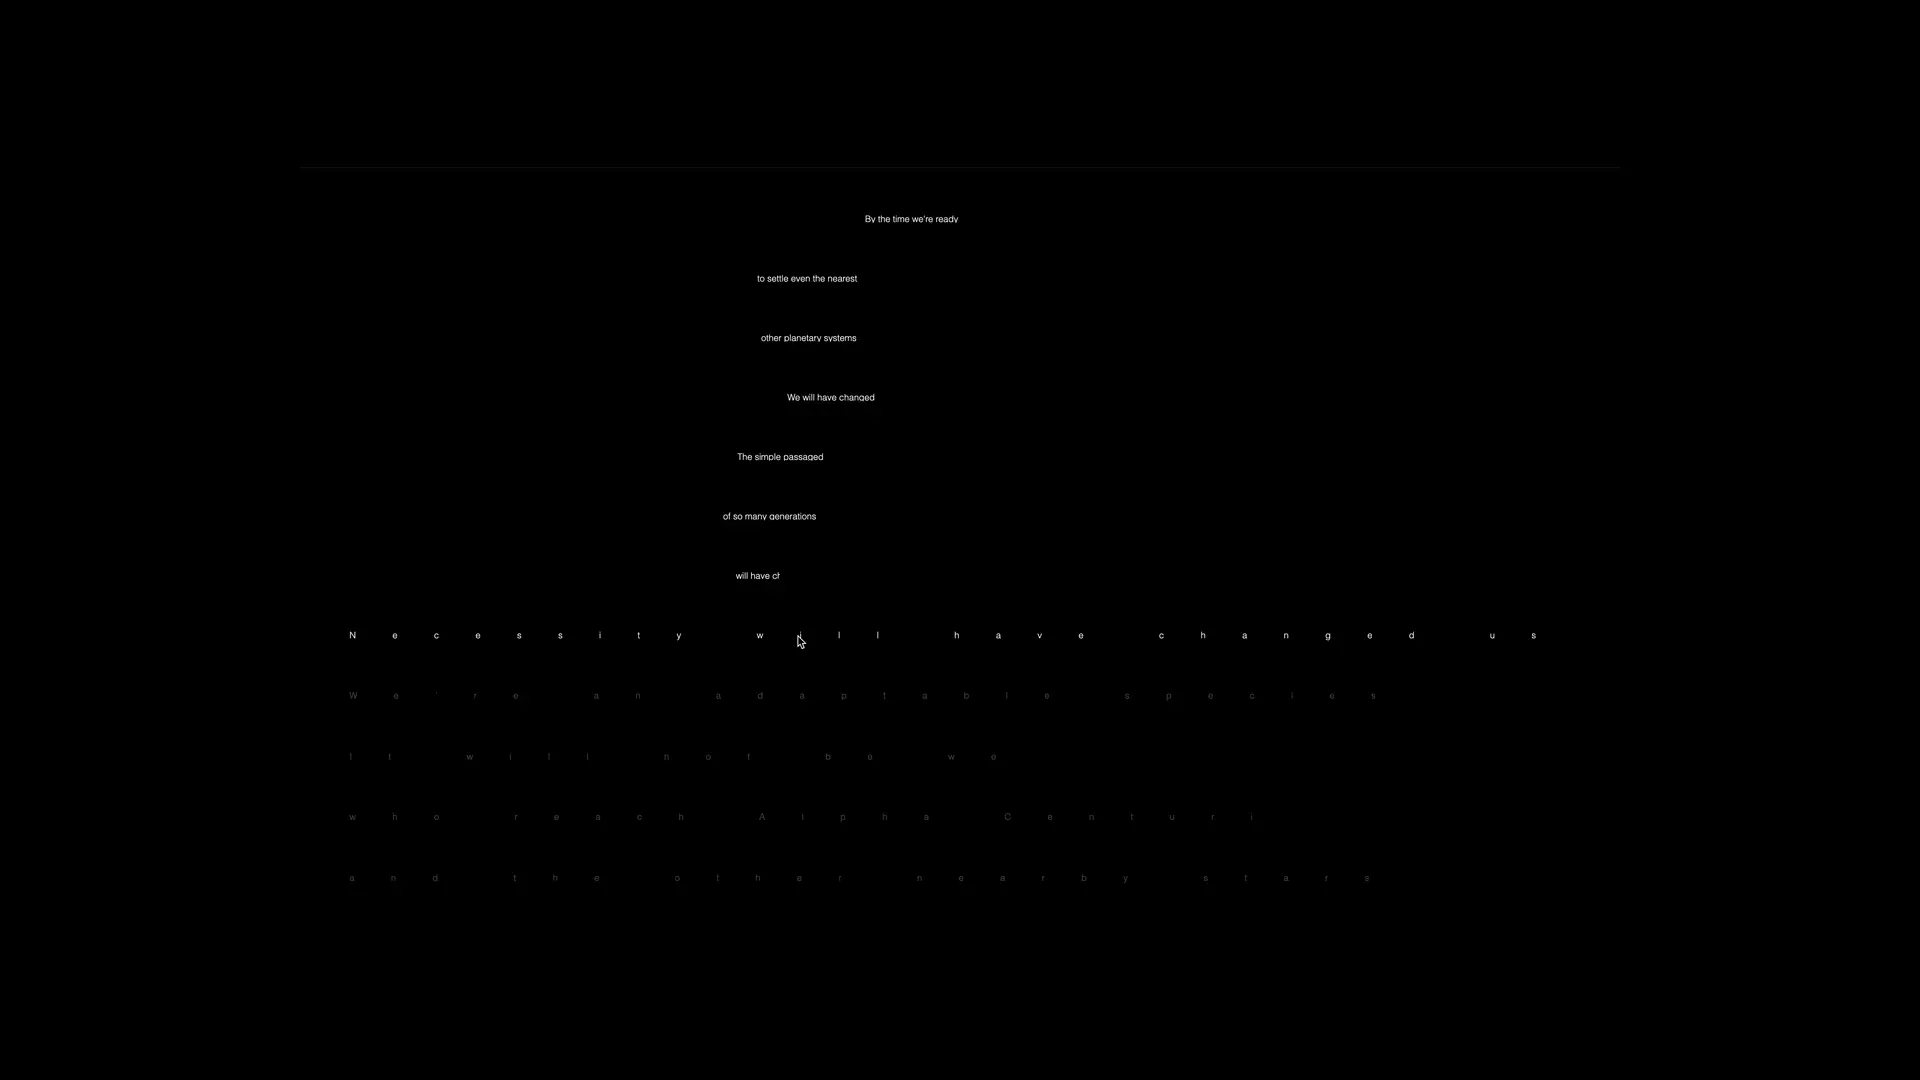 By the time we're ready
to settle even the nearest
other planetary systems
We will have changed
The simple passaged
of so many generations
will have ch
Necessity will have changed us
We're an adaptable species
It will not be we
who reach Alpha Centuri
and the other nearby stars